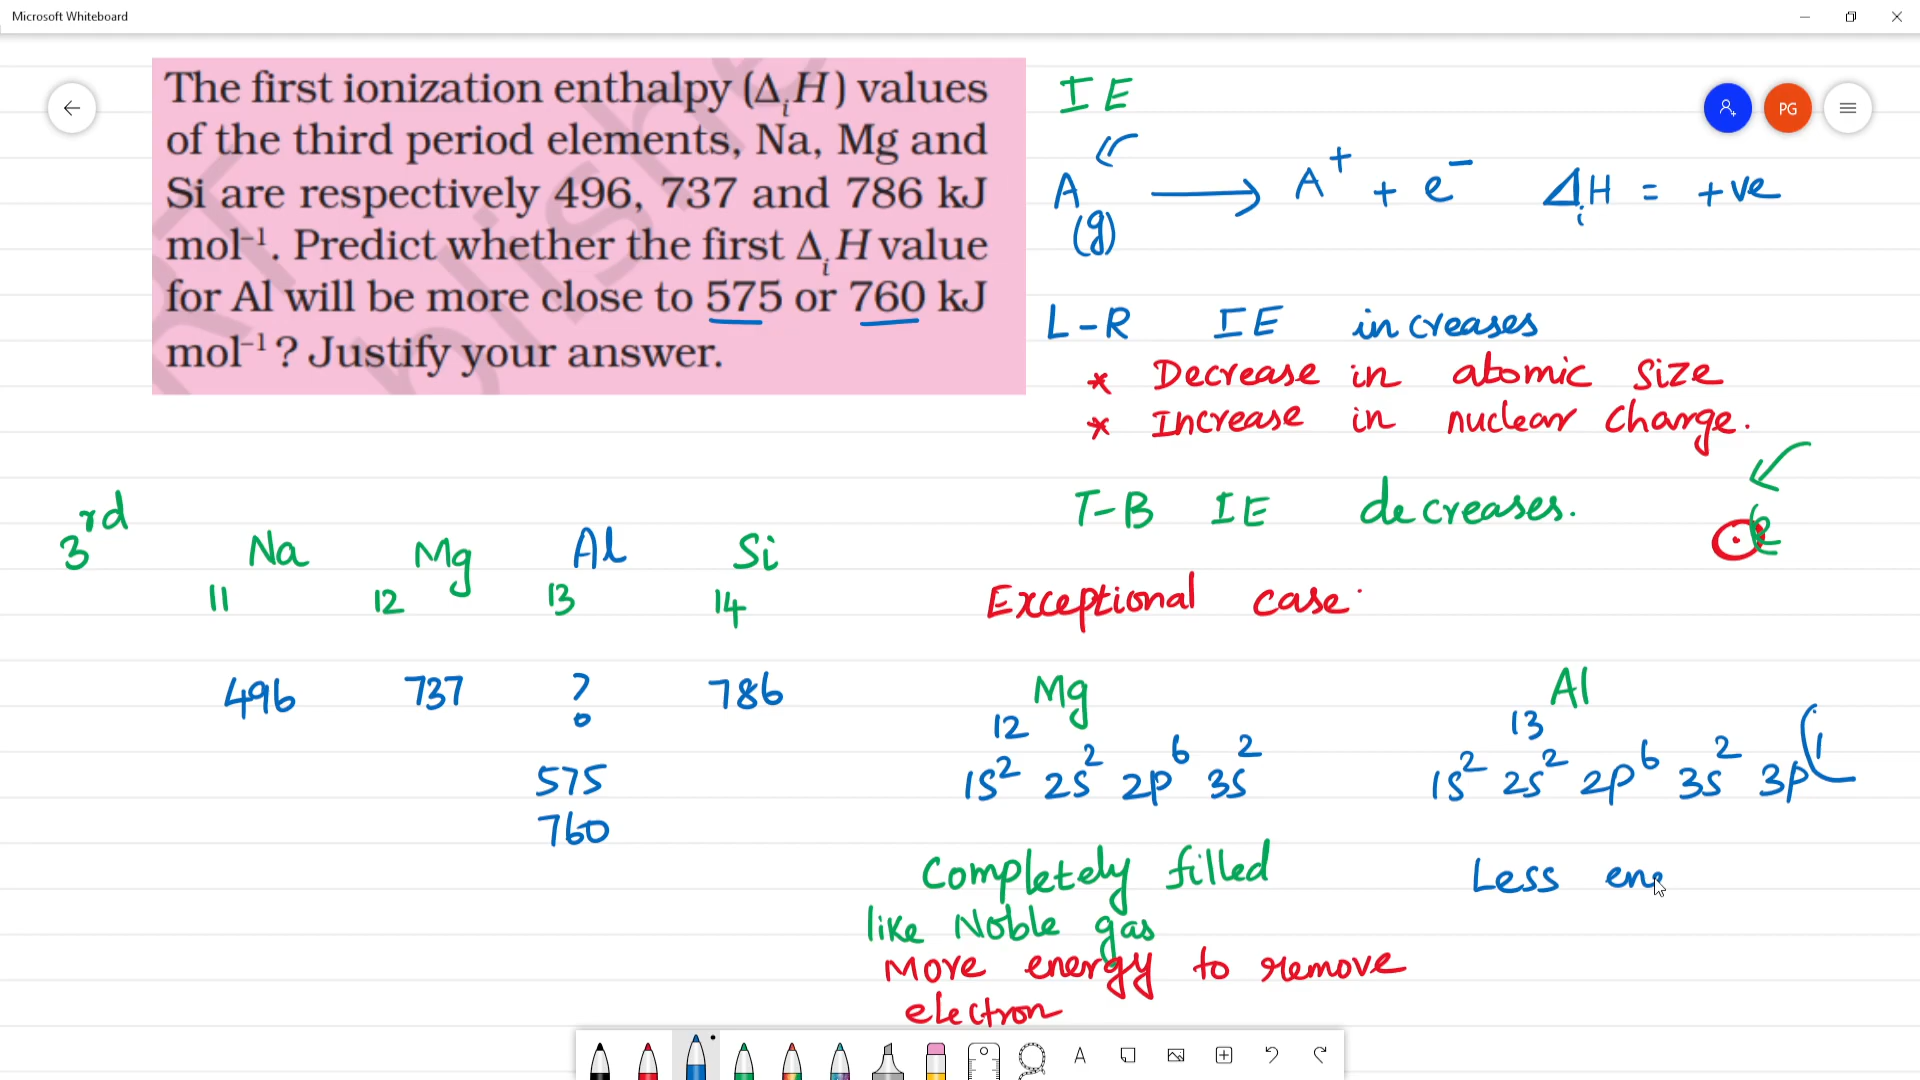 Microsoft Whiteboard
The first ionization enthalpy (ΔᵢH) values
of the third period elements, Na, Mg and
Si are respectively 496, 737 and 786 kJ
mol⁻¹. Predict whether the first ΔᵢH value
for Al will be more close to 575 or 760 kJ
mol⁻¹? Justify your answer.
IE
PG
A(g) ⟶ A⁺ + e⁻ ΔᵢH = +ve
L-R IE increases
* Decrease in atomic size
* Increase in nuclear charge.
T-B IE decreases.
e
3rd Na Mg Al Si
11 12 13 14
Exceptional case
496 737 ? 786
575
760
Mg
12
1s² 2s² 2p⁶ 3s²
Completely filled
like Noble gas
More energy to remove
electron
Al
13
1s² 2s² 2p⁶ 3s² 3p¹
Less ene
A